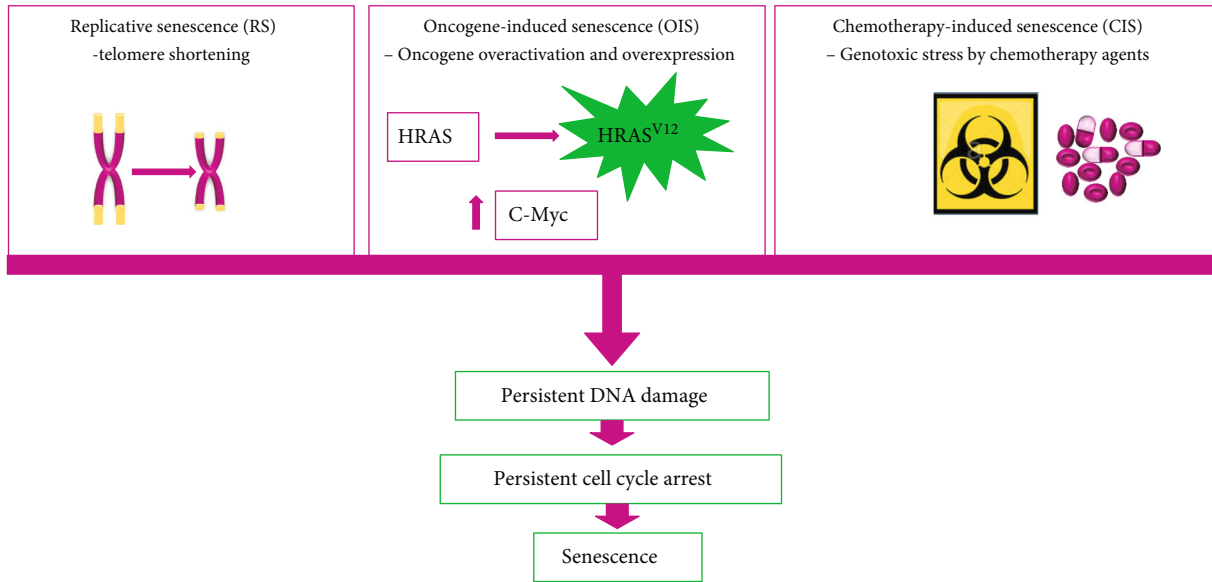 Replicative senescence (RS)
-telomere shortening
Oncogene-induced senescence (OIS)
– Oncogene overactivation and overexpression
HRAS
HRASV12
C-Myc
Chemotherapy-induced senescence (CIS)
– Genotoxic stress by chemotherapy agents
Persistent DNA damage
Persistent cell cycle arrest
Senescence